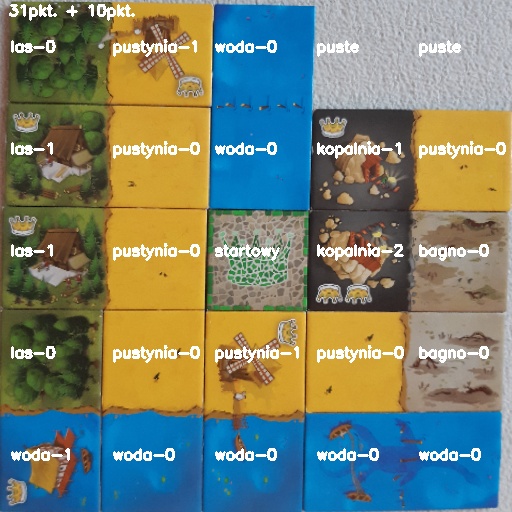 31pkt. + 10pkt.
las-0 pustynia-1 woda-0 puste puste
las-1 pustynia-0 woda-0 kopalnia-1 pustynia-0
las-1 pustynia-0 startowy kopalnia-2 bagno-0
las-0 pustynia-0 pustynia-1 pustynia-0 bagno-0
woda-1 woda-0 woda-0 woda-0 woda-0